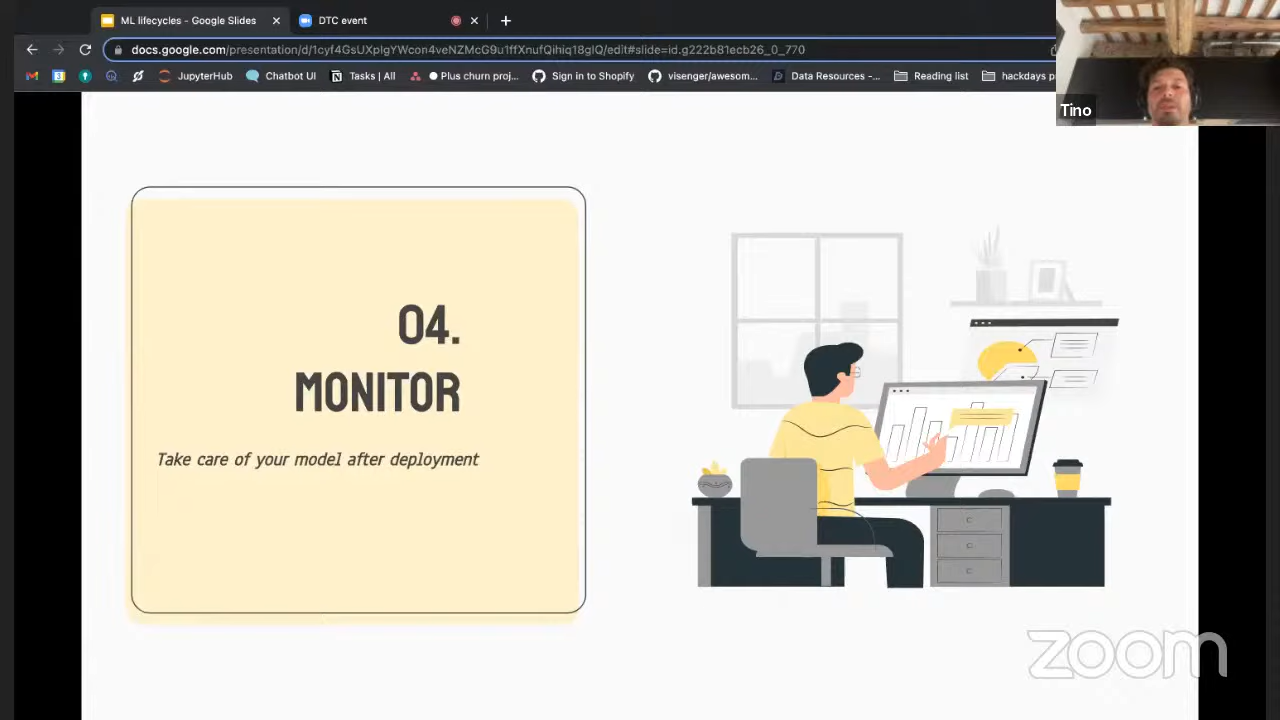 ML lifecycles - Google Slides
DTC event
docs.google.com/presentation/d/1cyf4GsUXpIgYWcon4veNZMcG9u1ffXnufQihiq18glQ/edit#slide=id.g222b81ecb26_0_770
JupyterHub
Chatbot UI
Tasks | All
Plus churn proj...
Sign in to Shopify
visenger/awesom...
Data Resources -...
Reading list
hackdays pr
Tino
04.
MONITOR
Take care of your model after deployment
zoom